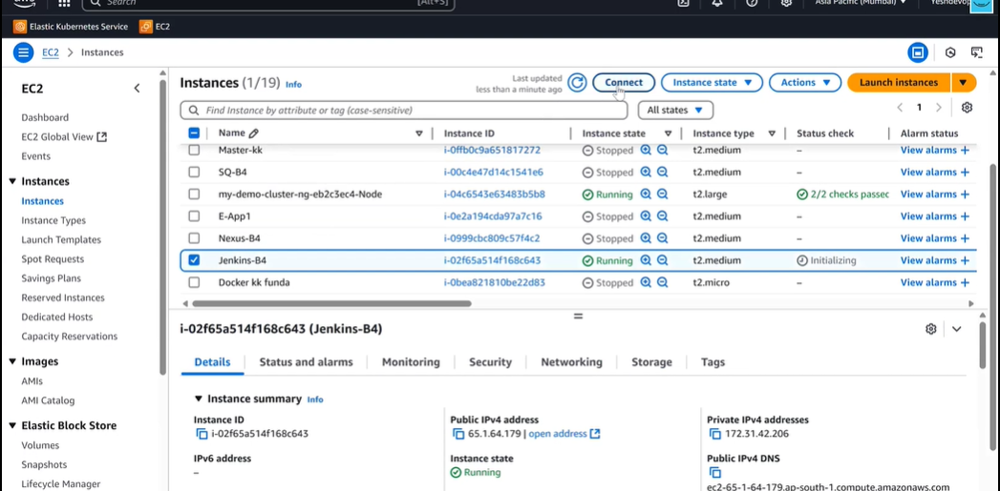 Search
[Alt+S]
Asia Pacific (Mumbai)
Elastic Kubernetes Service
EC2
EC2 > Instances
EC2
Dashboard
EC2 Global View
Events
Instances
Instances
Instance Types
Launch Templates
Spot Requests
Savings Plans
Reserved Instances
Dedicated Hosts
Capacity Reservations
Images
AMIs
AMI Catalog
Elastic Block Store
Volumes
Snapshots
Lifecycle Manager
Instances (1/19) Info
Last updated
less than a minute ago
Connect
Instance state
Actions
Launch instances
Find Instance by attribute or tag (case-sensitive)
All states
1
Name Instance ID Instance state Instance type Status check Alarm status
Master-kk i-0ffb0c9a651817272 Stopped t2.medium – View alarms +
SQ-B4 i-00c4e47d14c1541e6 Stopped t2.medium – View alarms +
my-demo-cluster-ng-eb2c3ec4-Node i-04c6543e63483b5b8 Running t2.large 2/2 checks passec View alarms +
E-App1 i-0e2a194cda97a7c16 Stopped t2.medium – View alarms +
Nexus-B4 i-0999cbc809c57f4c2 Stopped t2.medium – View alarms +
Jenkins-B4 i-02f65a514f168c643 Running t2.medium Initializing View alarms +
Docker kk funda i-0bea821810be22d83 Stopped t2.micro – View alarms +
i-02f65a514f168c643 (Jenkins-B4)
Details
Status and alarms
Monitoring
Security
Networking
Storage
Tags
Instance summary Info
Instance ID
i-02f65a514f168c643
IPv6 address
–
Public IPv4 address
65.1.64.179 | open address
Instance state
Running
Private IPv4 addresses
172.31.42.206
Public IPv4 DNS
ec2-65-1-64-179.ap-south-1.compute.amazonaws.com